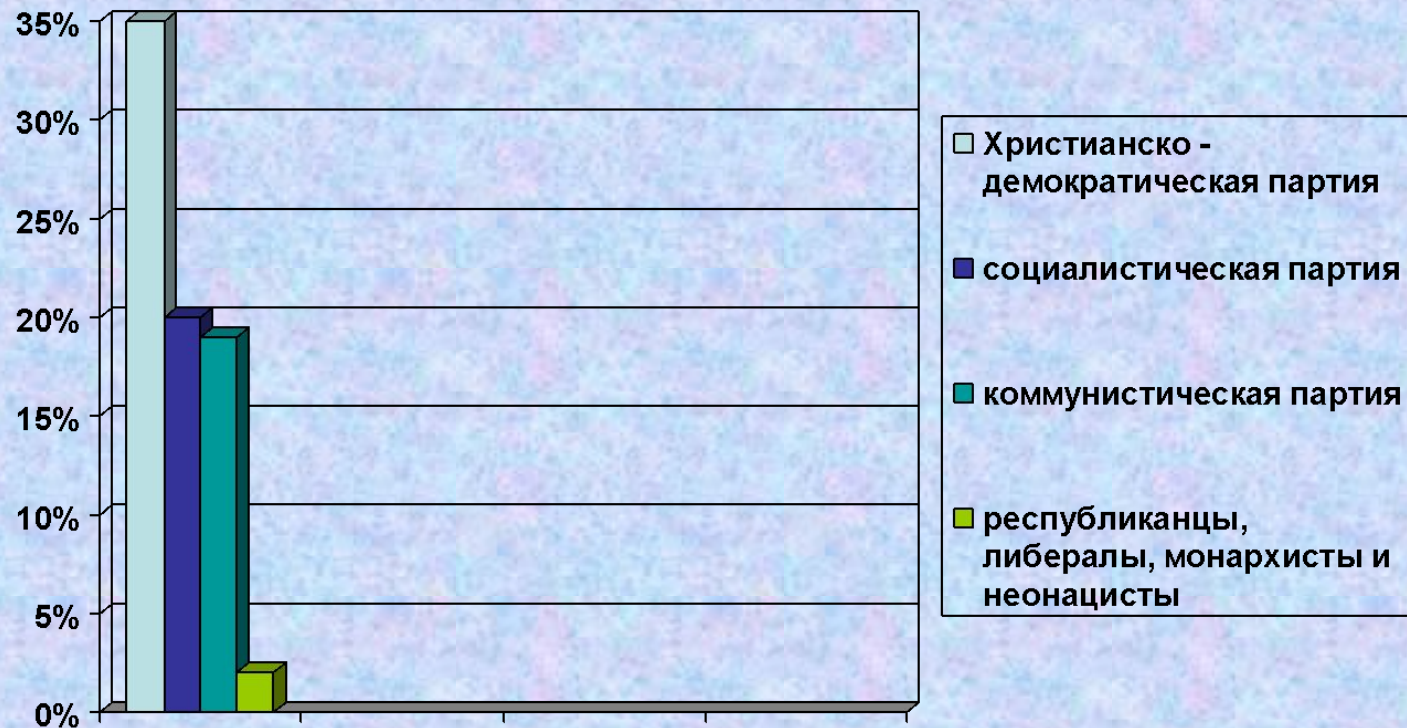 35%
30%
25%
20%
15%
10%
5%
0%
Христианско -
демократическая партия
социалистическая партия
коммунистическая партия
республиканцы,
либералы, монархисты и
неонацисты